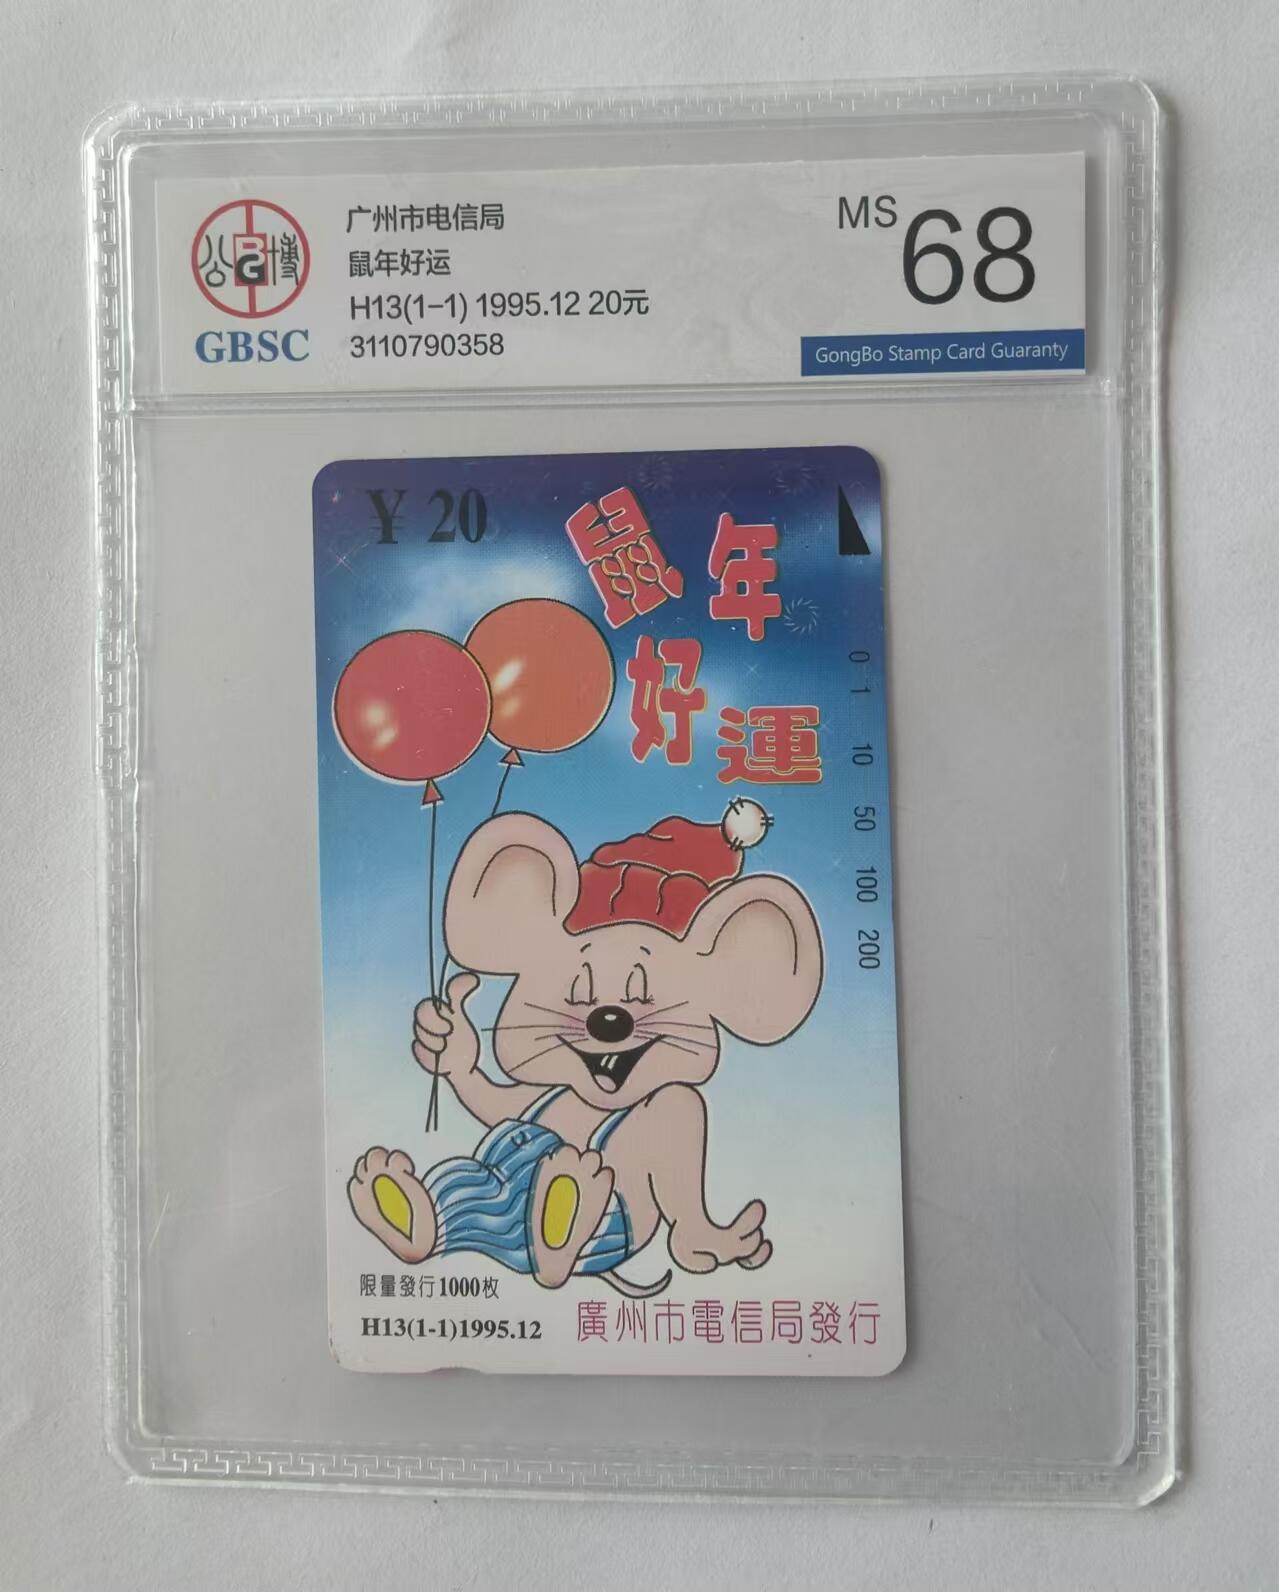 公 BG 博
GBSC
广州市电信局
鼠年好运
H13(1-1) 1995.12 20元
3110790358
MS 68
GongBo Stamp Card Guaranty
¥ 20
鼠年
好運
0 1 10 50 100 200
限量發行1000枚
H13(1-1)1995.12
廣州市電信局發行